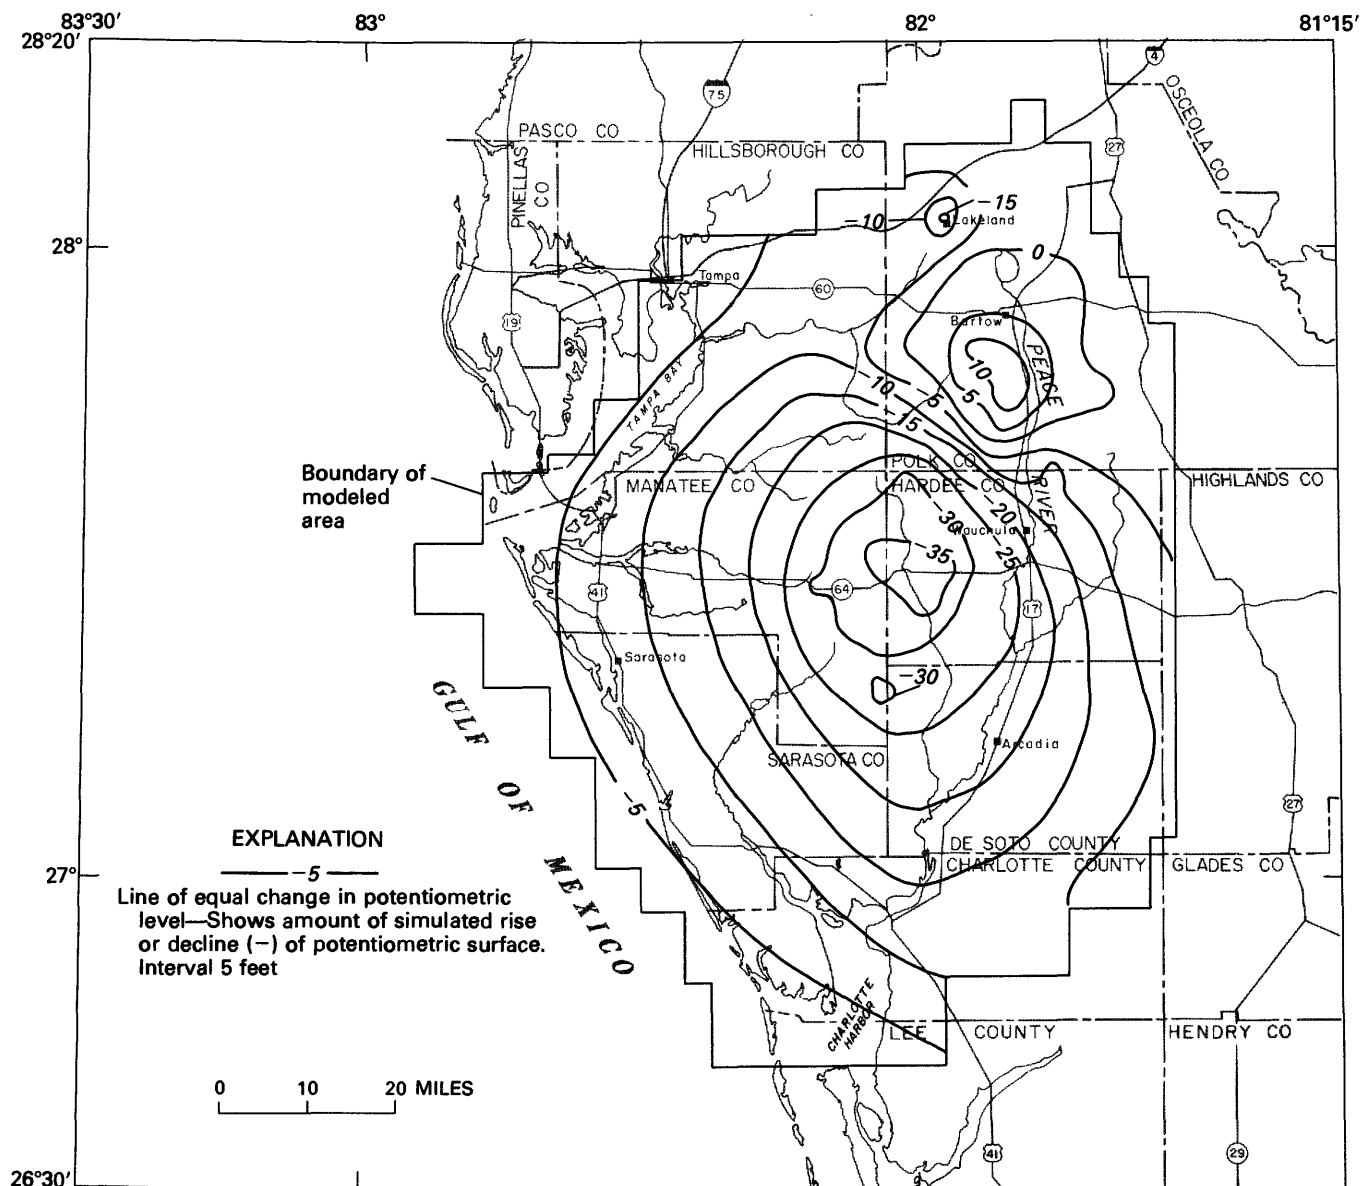 83°30′ 83° 82° 81°15′
28°20′
4
75
OSCEOLA CO
PASCO CO
HILLSBOROUGH CO
27
PINELLAS CO
-15
-10
Lakeland
28°
0
Tampa
60
19
Bartow
PEACE RIVER
10
5
TAMPA BAY
-10
-5
-15
POLK CO
Boundary of
modeled
area
MANATEE CO
HARDEE CO
HIGHLANDS CO
-20
-30
Wauchula
-25
-35
64
41
17
Sarasota
-30
GULF OF MEXICO
Arcadia
SARASOTA CO
-5
27
DE SOTO COUNTY
CHARLOTTE COUNTY
GLADES CO
EXPLANATION
-5
27°
Line of equal change in potentiometric
level—Shows amount of simulated rise
or decline (−) of potentiometric surface.
Interval 5 feet
CHARLOTTE
HARBOR
LEE COUNTY
HENDRY CO
0 10 20 MILES
41
29
26°30′